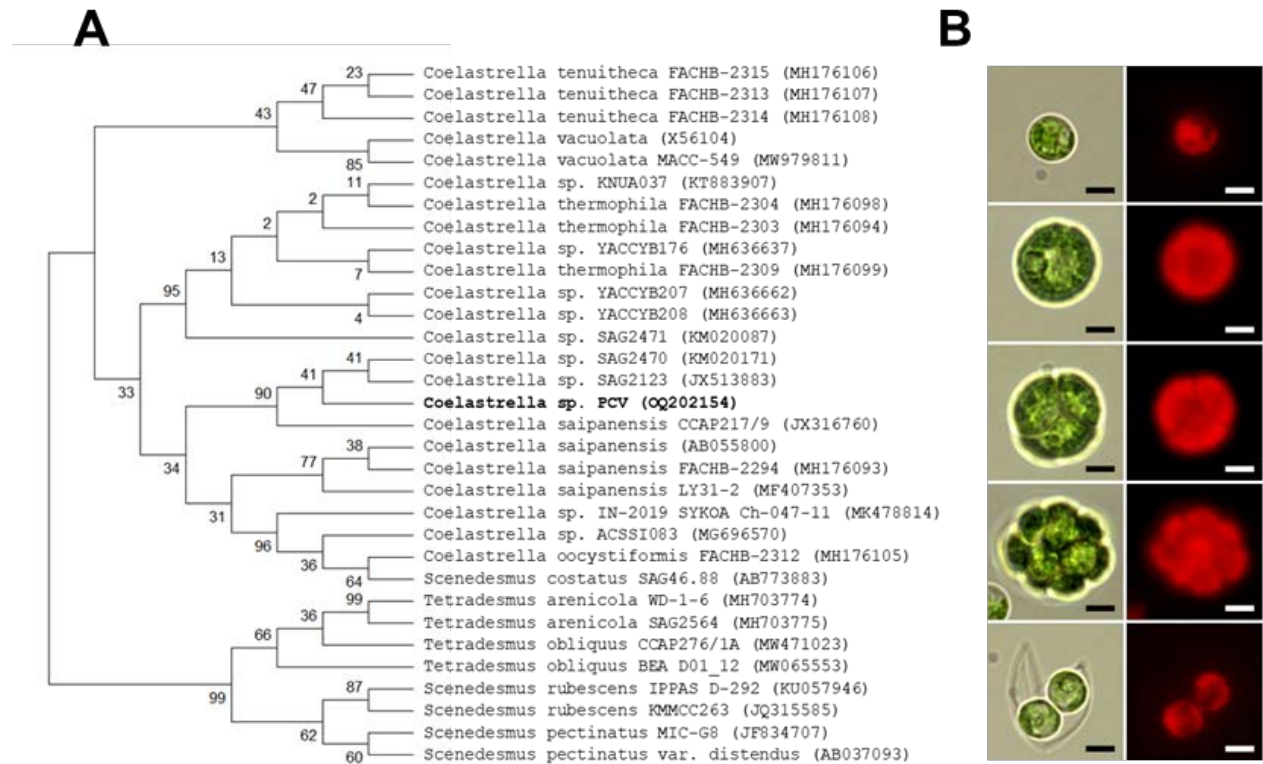 A
B
23
Coelastrella tenuitheca FACHB-2315 (MH176106)
47
Coelastrella tenuitheca FACHB-2313 (MH176107)
43
Coelastrella tenuitheca FACHB-2314 (MH176108)
Coelastrella vacuolata (X56104)
85
Coelastrella vacuolata MACC-549 (MW979811)
11
Coelastrella sp. KNUA037 (KT883907)
2
Coelastrella thermophila FACHB-2304 (MH176098)
2
Coelastrella thermophila FACHB-2303 (MH176094)
13
Coelastrella sp. YACCYB176 (MH636637)
7
Coelastrella thermophila FACHB-2309 (MH176099)
95
Coelastrella sp. YACCYB207 (MH636662)
4
Coelastrella sp. YACCYB208 (MH636663)
Coelastrella sp. SAG2471 (KM020087)
41
Coelastrella sp. SAG2470 (KM020171)
41
Coelastrella sp. SAG2123 (JX513883)
33
90
Coelastrella sp. PCV (OQ202154)
Coelastrella saipanensis CCAP217/9 (JX316760)
38
Coelastrella saipanensis (AB055800)
34
77
Coelastrella saipanensis FACHB-2294 (MH176093)
Coelastrella saipanensis LY31-2 (MF407353)
31
Coelastrella sp. IN-2019 SYKOA Ch-047-11 (MK478814)
96
Coelastrella sp. ACSSI083 (MG696570)
36
Coelastrella oocystiformis FACHB-2312 (MH176105)
64
Scenedesmus costatus SAG46.88 (AB773883)
99
Tetradesmus arenicola WD-1-6 (MH703774)
36
Tetradesmus arenicola SAG2564 (MH703775)
66
Tetradesmus obliquus CCAP276/1A (MW471023)
Tetradesmus obliquus BEA D01_12 (MW065553)
99
87
Scenedesmus rubescens IPPAS D-292 (KU057946)
Scenedesmus rubescens KMMCC263 (JQ315585)
62
Scenedesmus pectinatus MIC-G8 (JF834707)
60
Scenedesmus pectinatus var. distendus (AB037093)